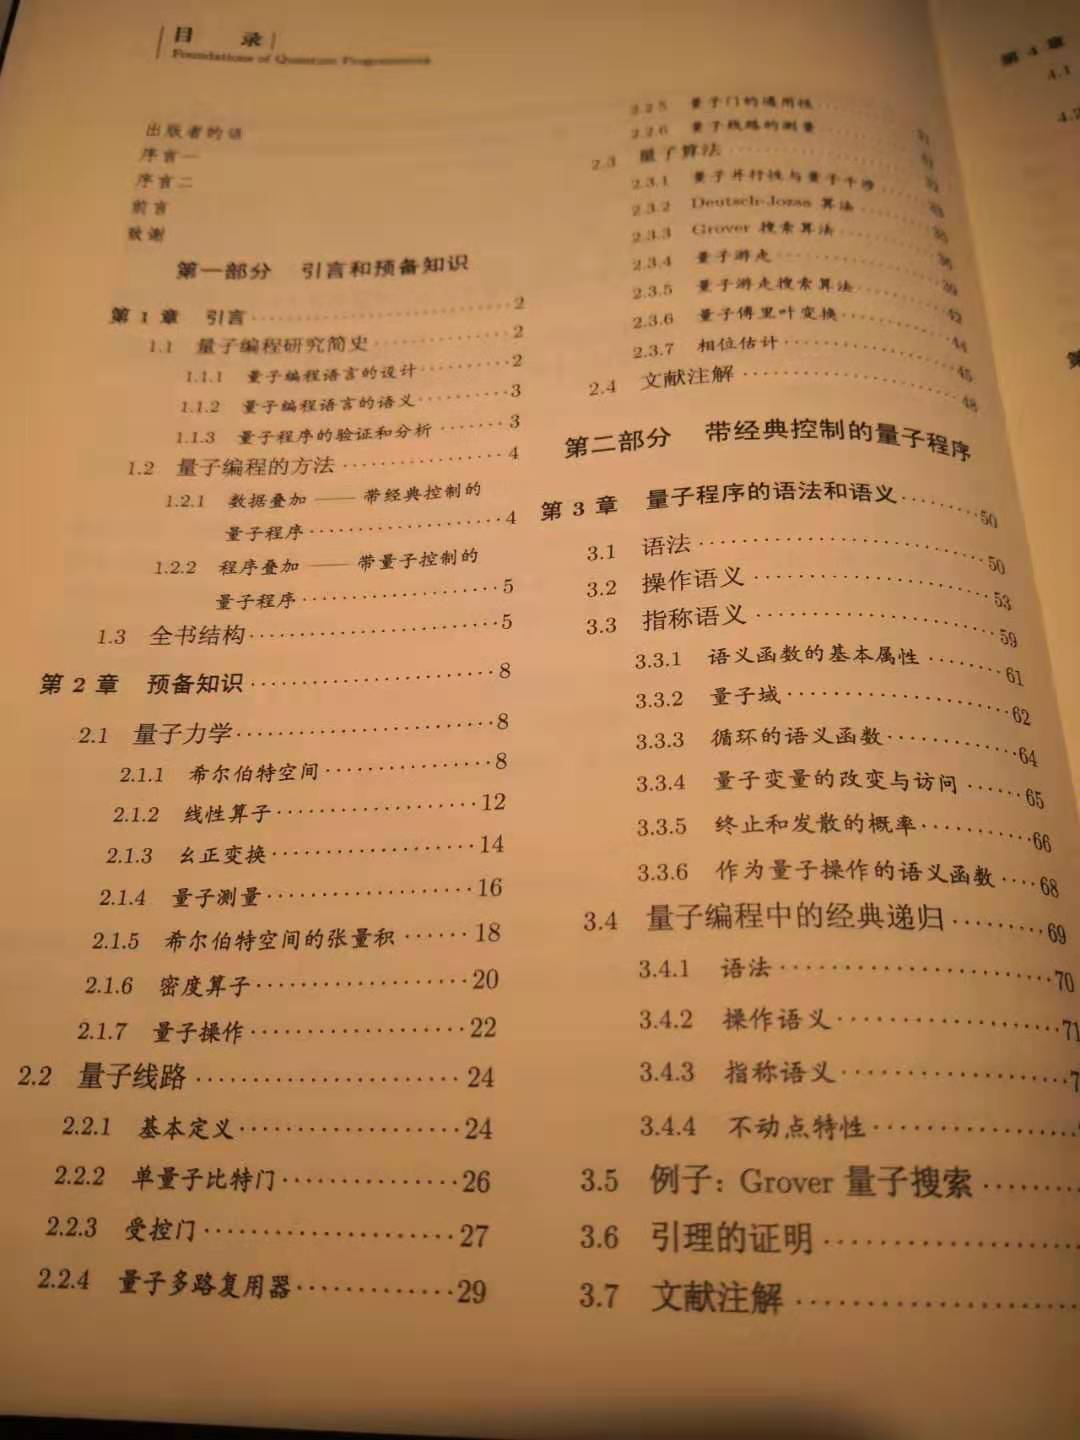 目 录
Foundations of Quantum Programming
出版者的话
序言一
序言二
前言
致谢
第一部分 引言和预备知识
第 1 章 引言 2
1.1 量子编程研究简史 2
1.1.1 量子编程语言的设计 2
1.1.2 量子编程语言的语义 3
1.1.3 量子程序的验证和分析 3
1.2 量子编程的方法 4
1.2.1 数据叠加 —— 带经典控制的
量子程序 4
1.2.2 程序叠加 —— 带量子控制的
量子程序 5
1.3 全书结构 5
第 2 章 预备知识 8
2.1 量子力学 8
2.1.1 希尔伯特空间 8
2.1.2 线性算子 12
2.1.3 幺正变换 14
2.1.4 量子测量 16
2.1.5 希尔伯特空间的张量积 18
2.1.6 密度算子 20
2.1.7 量子操作 22
2.2 量子线路 24
2.2.1 基本定义 24
2.2.2 单量子比特门 26
2.2.3 受控门 27
2.2.4 量子多路复用器 29
2.2.5 量子门的通用性
2.2.6 量子线路的测量
2.3 量子算法
2.3.1 量子并行性与量子干涉
2.3.2 Deutsch-Jozsa 算法
2.3.3 Grover 搜索算法
2.3.4 量子游走
2.3.5 量子游走搜索算法
2.3.6 量子傅里叶变换 44
2.3.7 相位估计 45
2.4 文献注解 48
第二部分 带经典控制的量子程序
第 3 章 量子程序的语法和语义 50
3.1 语法 50
3.2 操作语义 53
3.3 指称语义 59
3.3.1 语义函数的基本属性 61
3.3.2 量子域 62
3.3.3 循环的语义函数 64
3.3.4 量子变量的改变与访问 65
3.3.5 终止和发散的概率 66
3.3.6 作为量子操作的语义函数 68
3.4 量子编程中的经典递归 69
3.4.1 语法 70
3.4.2 操作语义 71
3.4.3 指称语义
3.4.4 不动点特性
3.5 例子：Grover 量子搜索
3.6 引理的证明
3.7 文献注解
第 4 章
4.1
4.2
第